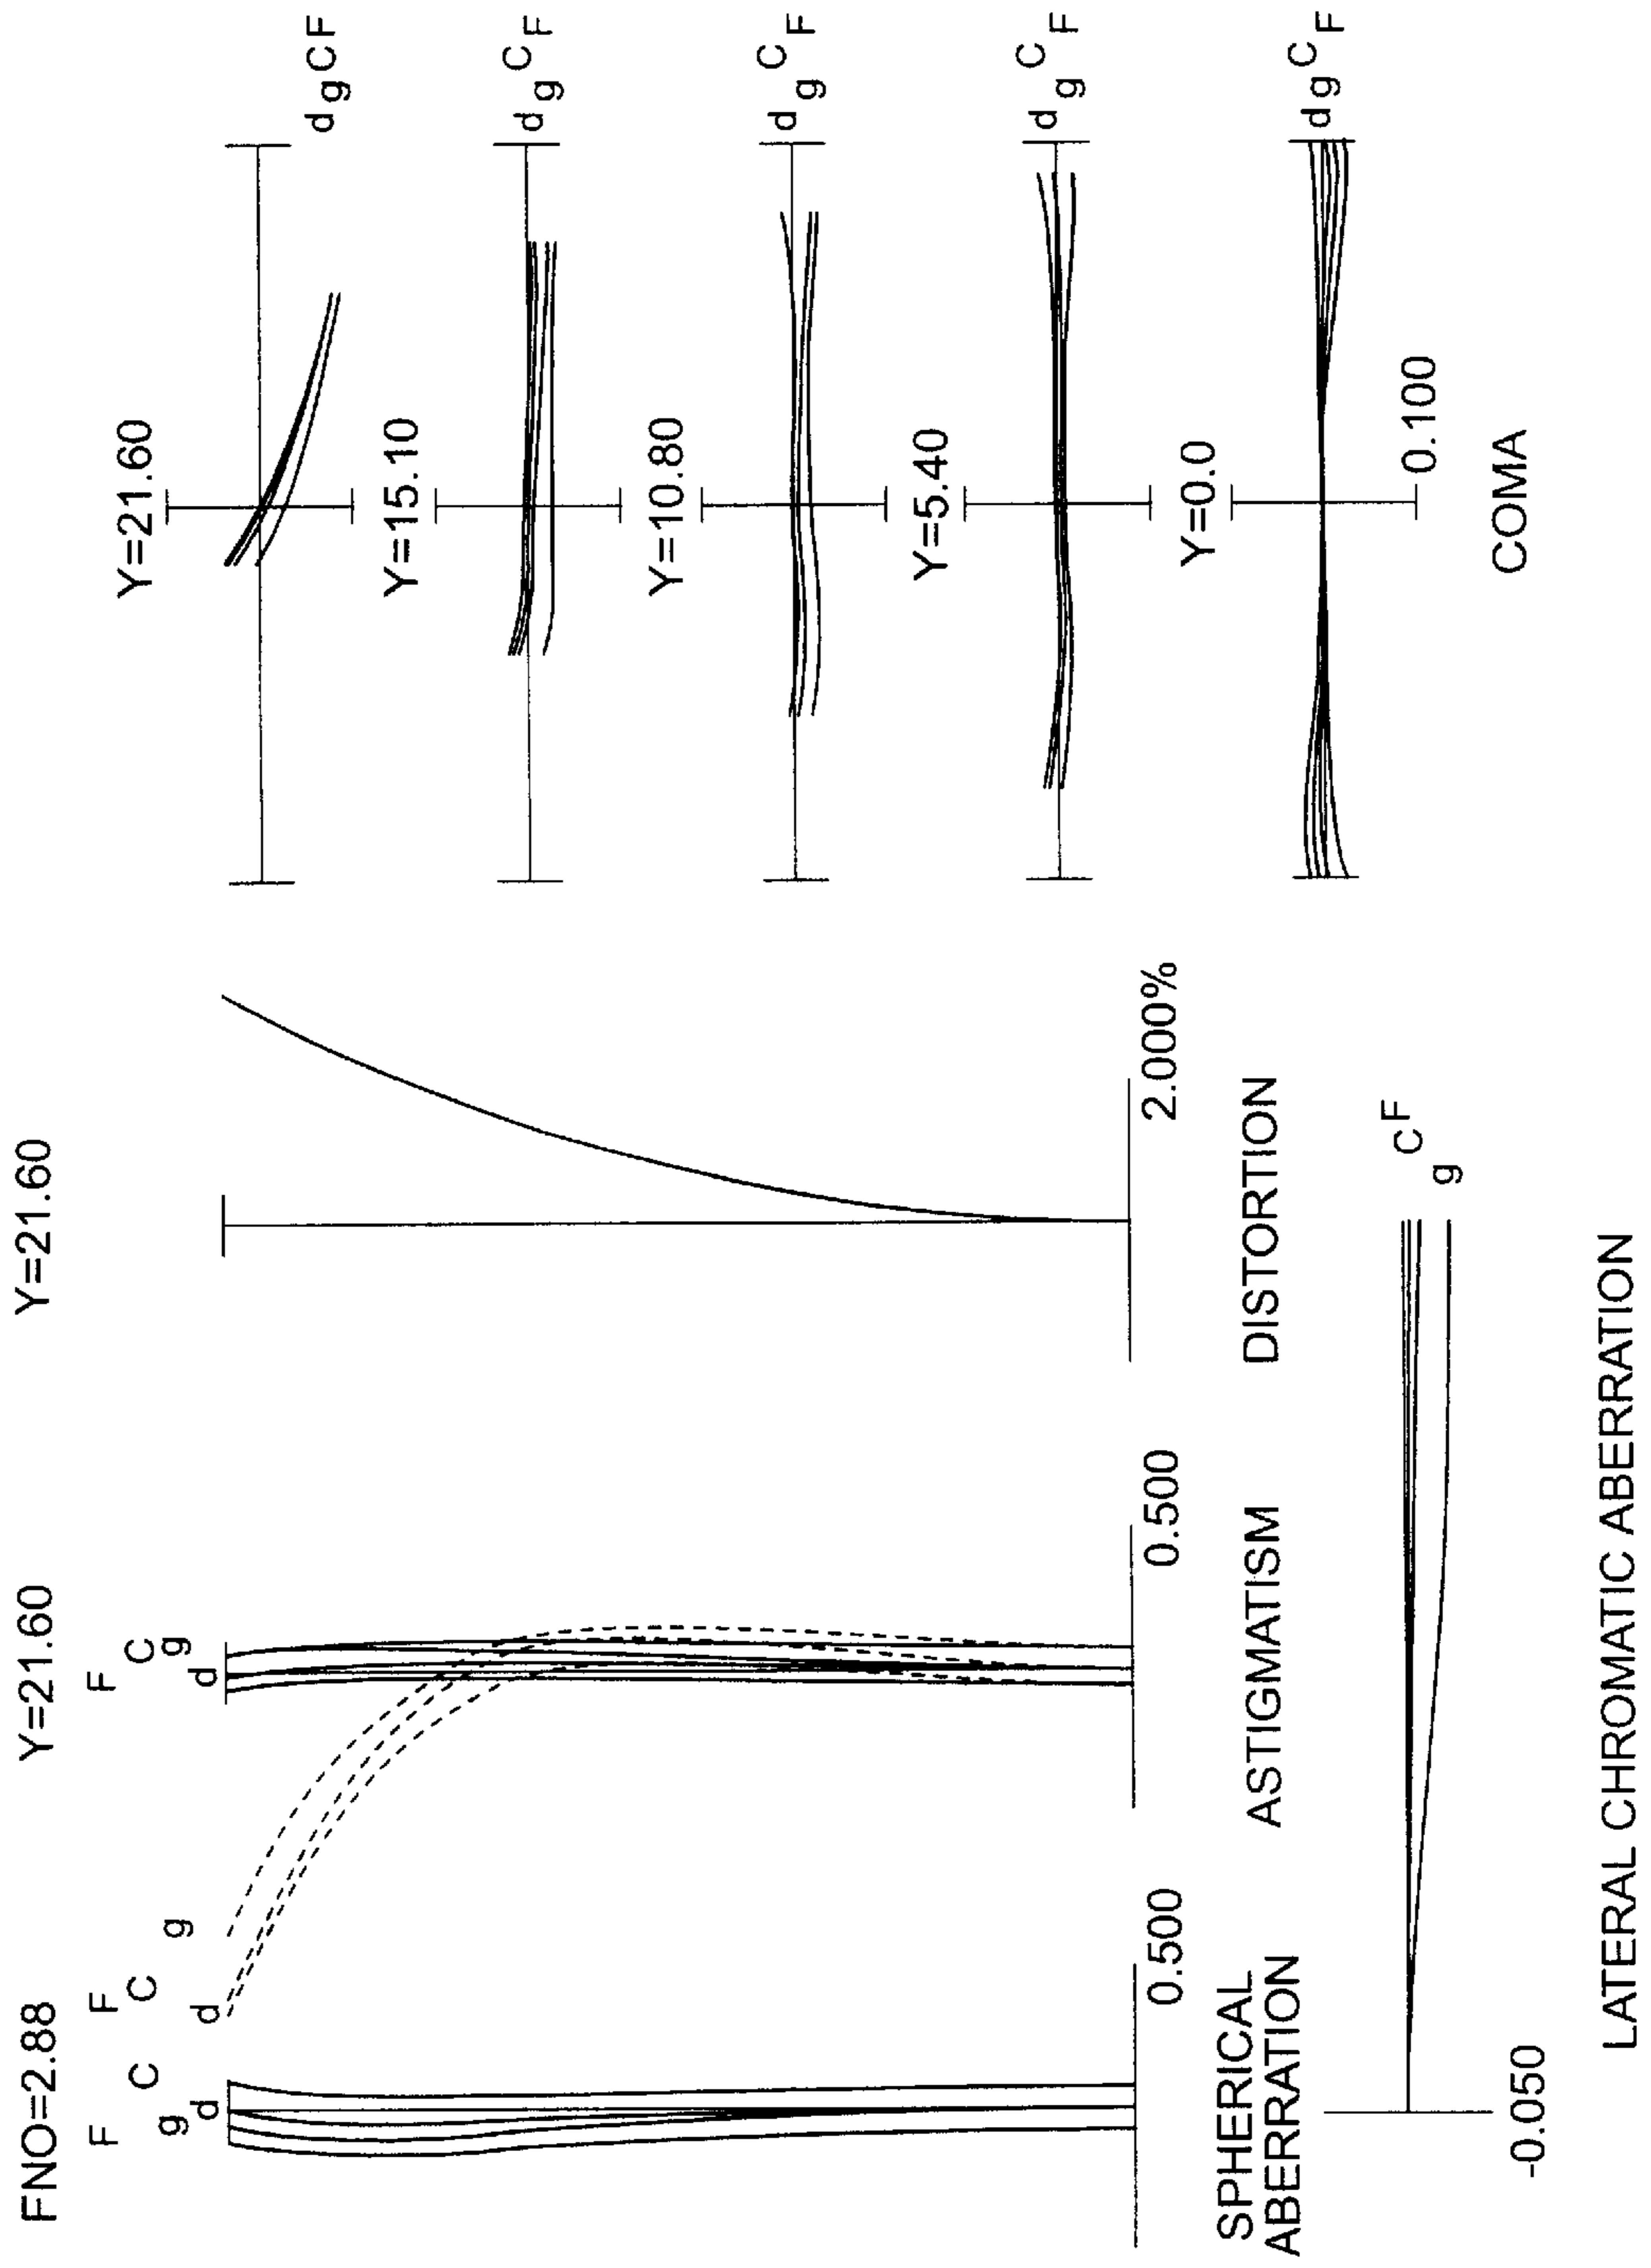 FNO=2.88
F
g
d
C
SPHERICAL
ABERRATION
0.500
Y=21.60
d
F
C
g
F
d
C
g
ASTIGMATISM
0.500
Y=21.60
DISTORTION
2.000%
Y=21.60
d g C F
Y=15.10
d g C F
Y=10.80
d g C F
Y=5.40
d g C F
Y=0.0
d g C F
0.100
COMA
-0.050
g C F
LATERAL CHROMATIC ABERRATION